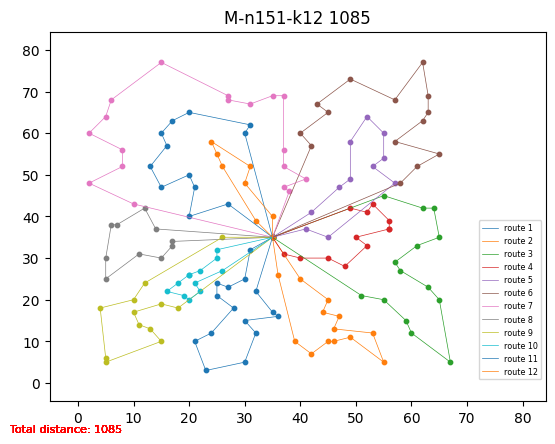 M-n151-k12 1085
80
70
60
50
40
30
20
10
0
route 1
route 2
route 3
route 4
route 5
route 6
route 7
route 8
route 9
route 10
route 11
route 12
0 10 20 30 40 50 60 70 80
Total distance: 1085